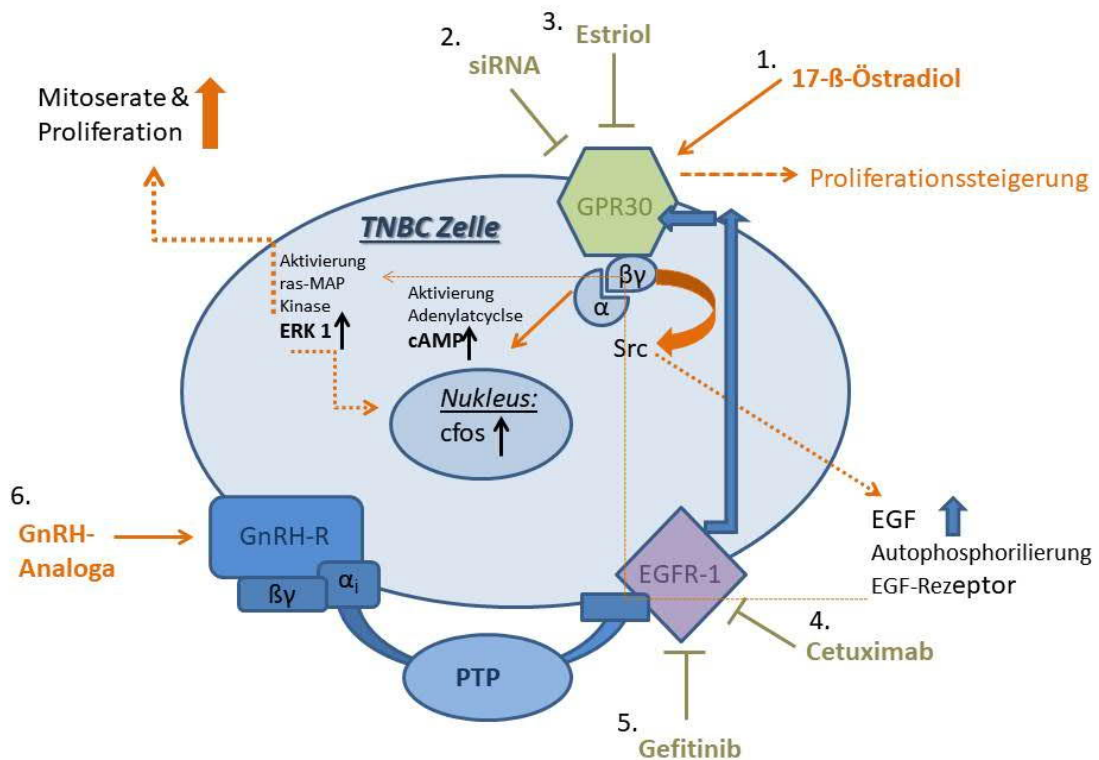 3.
Estriol
2.
siRNA
1.
17-ß-Östradiol
Mitoserate &
Proliferation
GPR30
Proliferationssteigerung
TNBC Zelle
Aktivierung
ras-MAP
Kinase
ERK 1
Aktivierung
Adenylatcyclse
cAMP
βγ
α
Src
Nukleus:
cfos
6.
GnRH-
Analoga
GnRH-R
ßγ
αi
PTP
EGFR-1
EGF
Autophosphorilierung
EGF-Rezeptor
4.
Cetuximab
5.
Gefitinib